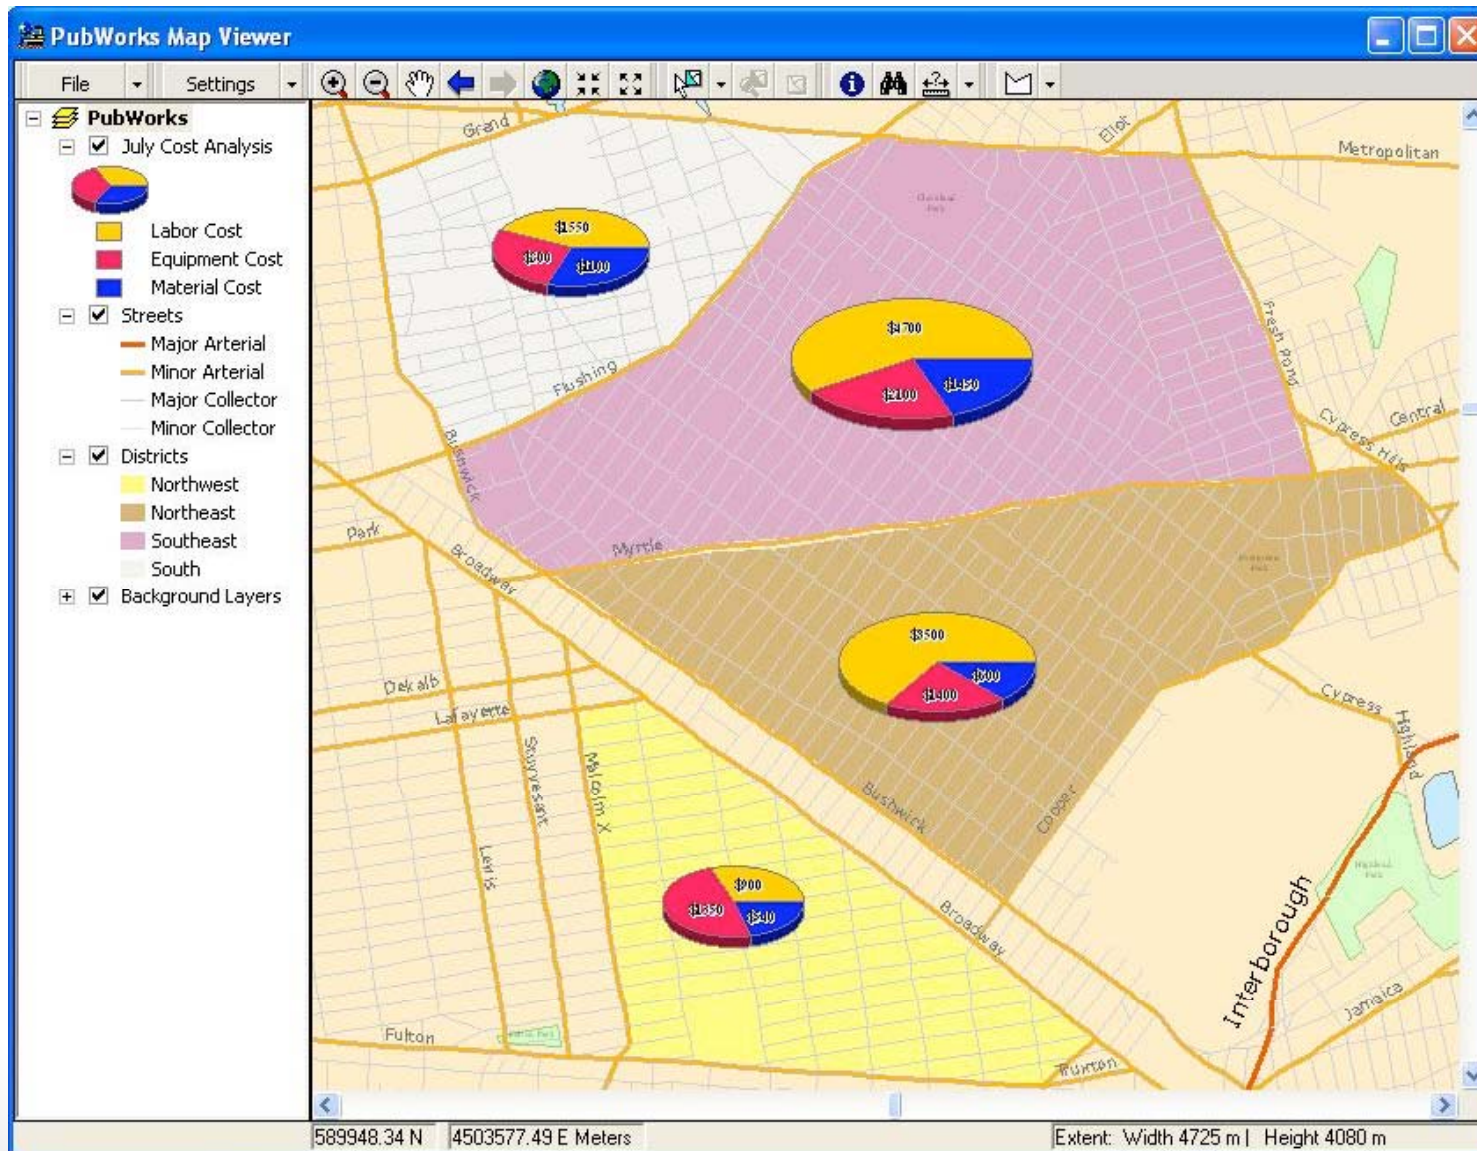 PubWorks Map Viewer
File
Settings
PubWorks
July Cost Analysis
Labor Cost
Equipment Cost
Material Cost
Streets
Major Arterial
Minor Arterial
Major Collector
Minor Collector
Districts
Northwest
Northeast
Southeast
South
Background Layers
Grand
Eliot
Metropolitan
$1550
$1100
Flushing
Fresh Pond
$4700
$2100
$1450
Central
Cypress Hills
Bushwick
Park
Myrtle
Broadway
$3500
$1400
Dekalb
Lafayette
Cypress
Highland
Stuyvesant
Malcolm X
Bushwick
Cooper
Lewis
$900
$1350
$540
Broadway
Interborough
Jamaica
Fulton
Truxton
589948.34 N
4503577.49 E Meters
Extent: Width 4725 m | Height 4080 m